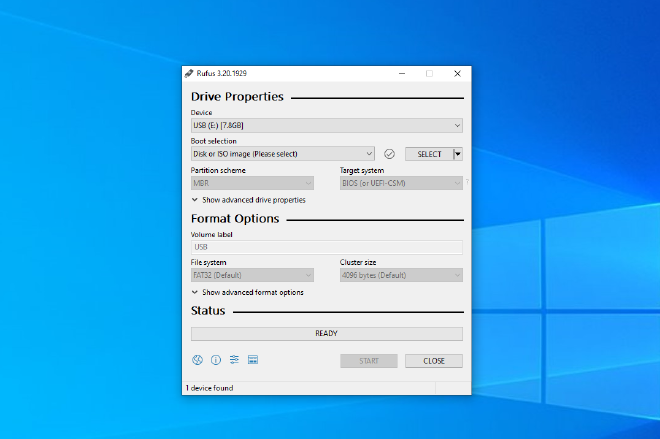 Rufus 3.20.1929
Drive Properties
Device
USB (E:) [7.8GB]
Boot selection
Disk or ISO image (Please select)
SELECT
Partition scheme
Target system
MBR
BIOS (or UEFI-CSM)
?
Show advanced drive properties
Format Options
Volume label
USB
File system
Cluster size
FAT32 (Default)
4096 bytes (Default)
Show advanced format options
Status
READY
START
CLOSE
1 device found